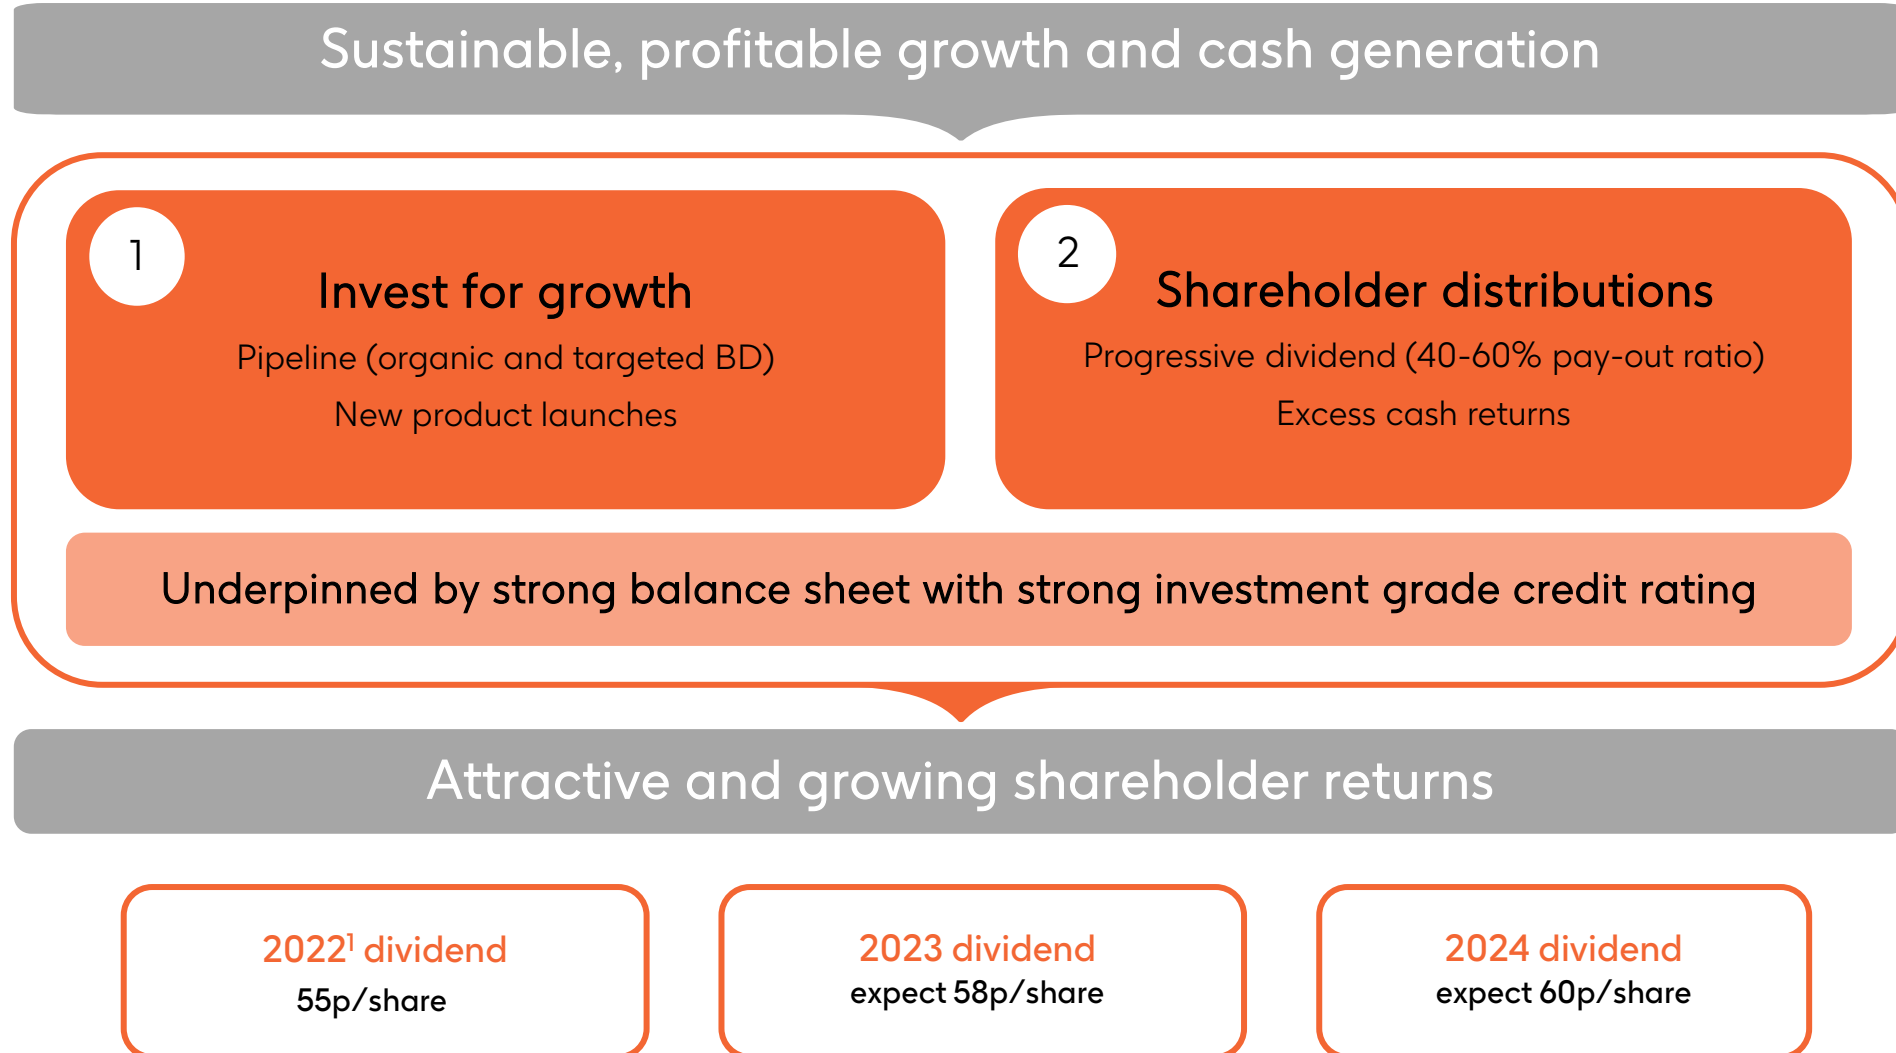 Sustainable, profitable growth and cash generation
1
Invest for growth
Pipeline (organic and targeted BD)
New product launches
2
Shareholder distributions
Progressive dividend (40-60% pay-out ratio)
Excess cash returns
Underpinned by strong balance sheet with strong investment grade credit rating
Attractive and growing shareholder returns
2022¹ dividend
55p/share
2023 dividend
expect 58p/share
2024 dividend
expect 60p/share